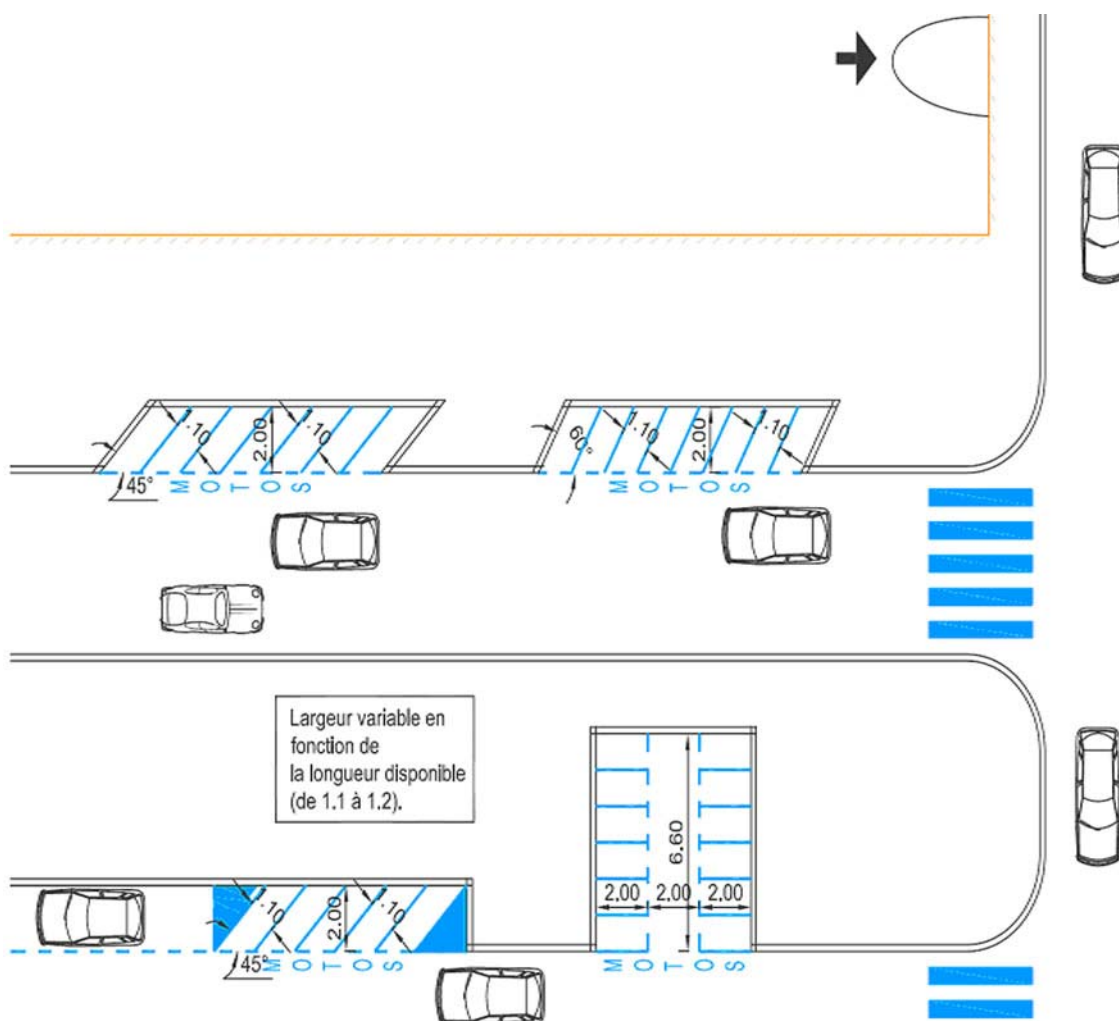 1.10
2.00
1.10
45°
MOTOS
60°
1.10
2.00
1.10
MOTOS
Largeur variable en
fonction de
la longueur disponible
(de 1.1 à 1.2).
6.60
2.00
2.00
2.00
MOTOS
1.10
2.00
1.10
45°
MOTOS